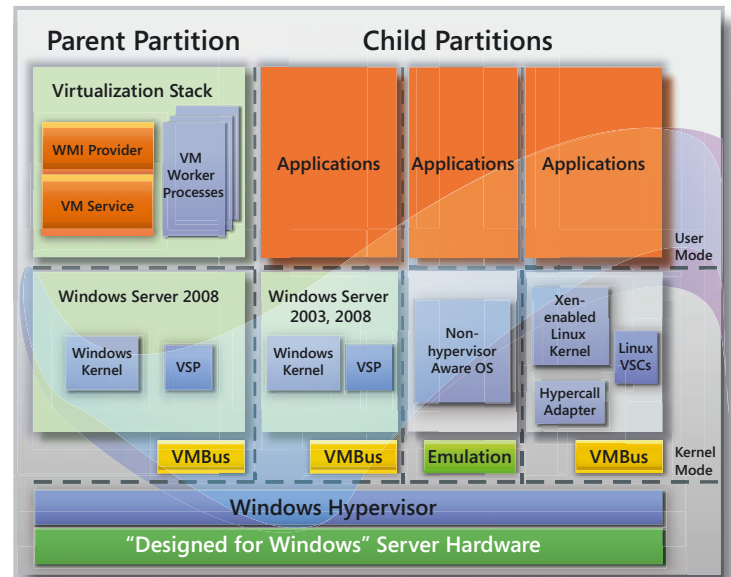 Parent Partition
Child Partitions
Virtualization Stack
WMI Provider
VM Service
VM
Worker
Processes
Applications
Applications
Applications
User
Mode
Windows Server 2008
Windows
Kernel
VSP
Windows Server
2003, 2008
Windows
Kernel
VSP
Non-
hypervisor
Aware OS
Xen-
enabled
Linux
Kernel
Linux
VSCs
Hypercall
Adapter
VMBus
VMBus
Emulation
VMBus
Kernel
Mode
Windows Hypervisor
“Designed for Windows” Server Hardware